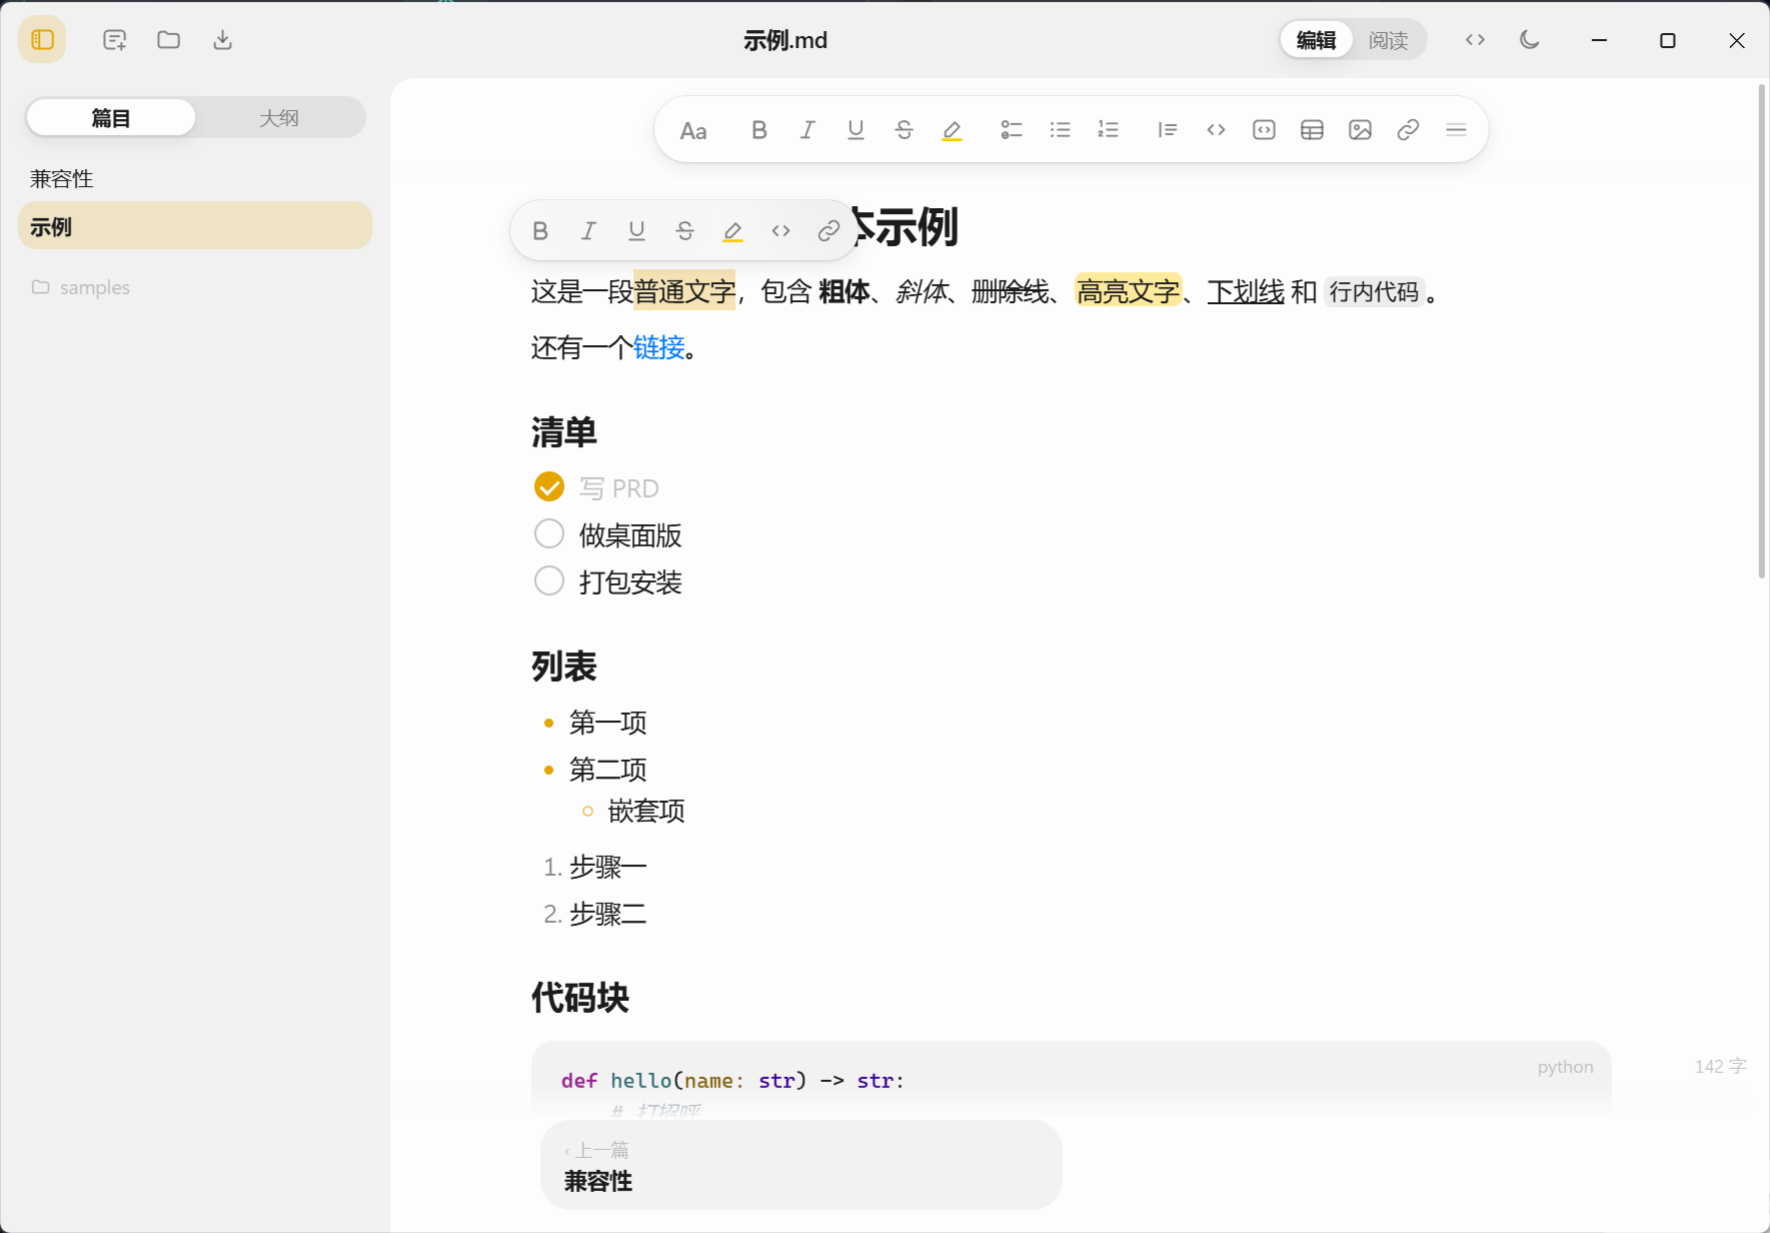 示例.md
编辑
阅读
篇目
大纲
兼容性
示例
samples
Aa
本示例
这是一段普通文字，包含 粗体、斜体、删除线、高亮文字、下划线 和 行内代码。
还有一个链接。
清单
写 PRD
做桌面版
打包安装
列表
第一项
第二项
嵌套项
1. 步骤一
2. 步骤二
代码块
python
def hello(name: str) -> str:
# 打招呼
142 字
‹ 上一篇
兼容性